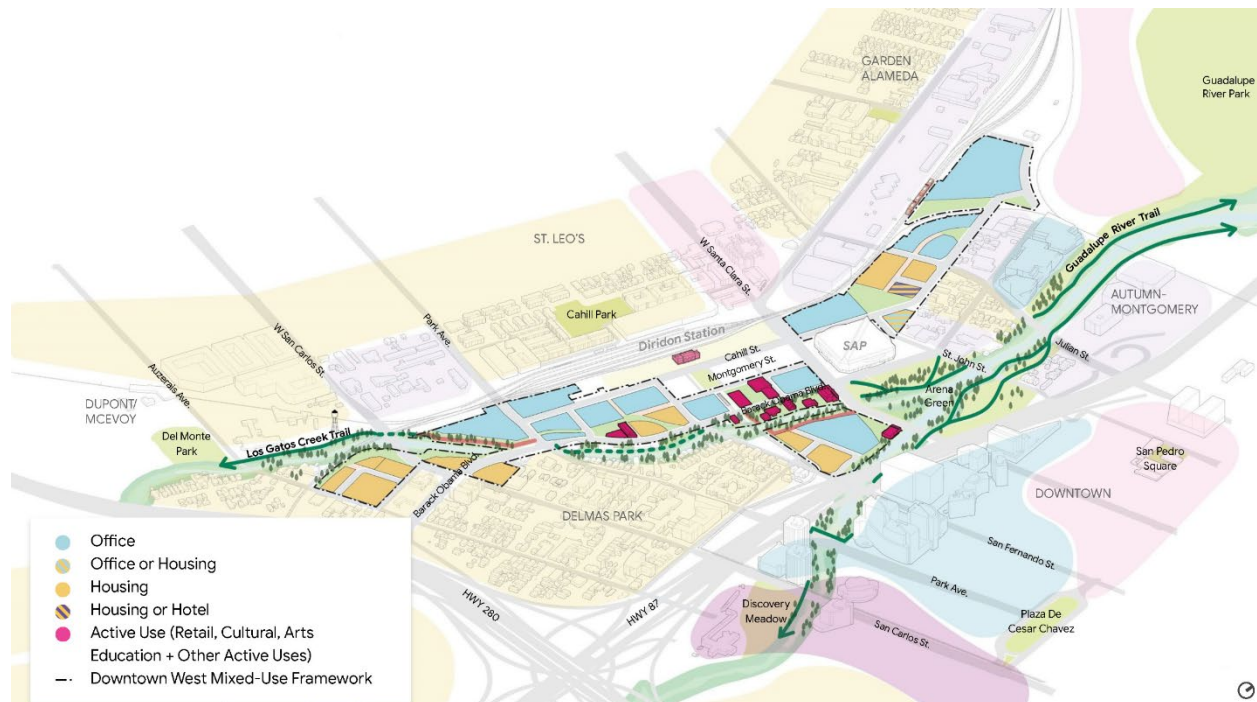 GARDEN
ALAMEDA
Guadalupe
River Park
Guadalupe River Trail
ST. LEO'S
W Santa Clara St.
AUTUMN-
MONTGOMERY
Cahill Park
Park Ave.
W San Carlos St.
Diridon Station
SAP
Cahill St.
Montgomery St.
St. John St.
Julian St.
Auzerais Ave.
Barack Obama Blvd.
Arena
Green
DUPONT/
MCEVOY
Del Monte
Park
Los Gatos Creek Trail
San Pedro
Square
Barack Obama Blvd.
DOWNTOWN
DELMAS PARK
San Fernando St.
Park Ave.
HWY 280
HWY 87
Discovery
Meadow
Plaza De
Cesar Chavez
San Carlos St.
Office
Office or Housing
Housing
Housing or Hotel
Active Use (Retail, Cultural, Arts
Education + Other Active Uses)
Downtown West Mixed-Use Framework